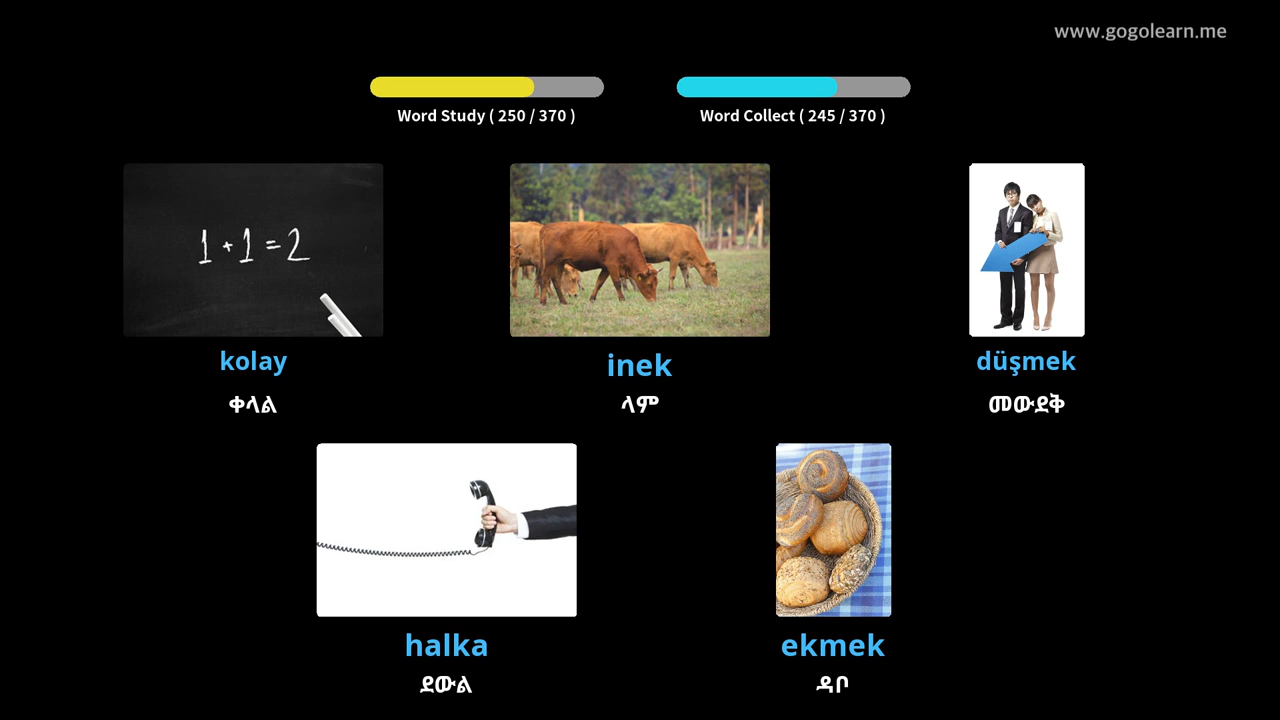 www.gogolearn.me
Word Study ( 250 / 370 )
Word Collect ( 245 / 370 )
1 + 1 = 2
kolay
ቀላል
inek
ላም
düşmek
መውደቅ
halka
ደውል
ekmek
ዳቦ